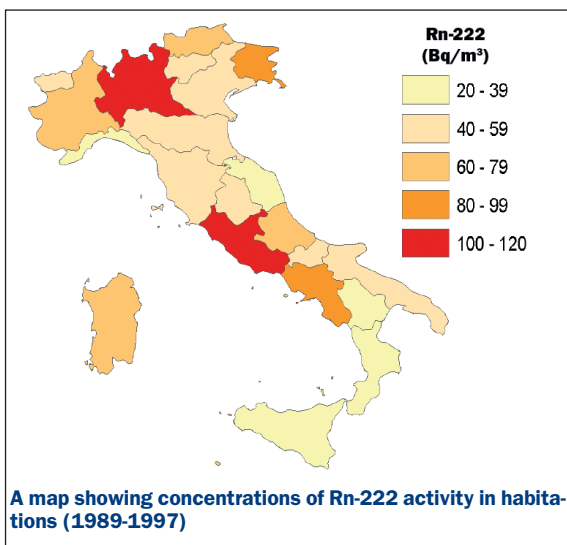 Rn-222
(Bq/m³)
20 - 39
40 - 59
60 - 79
80 - 99
100 - 120
A map showing concentrations of Rn-222 activity in habita-
tions (1989-1997)